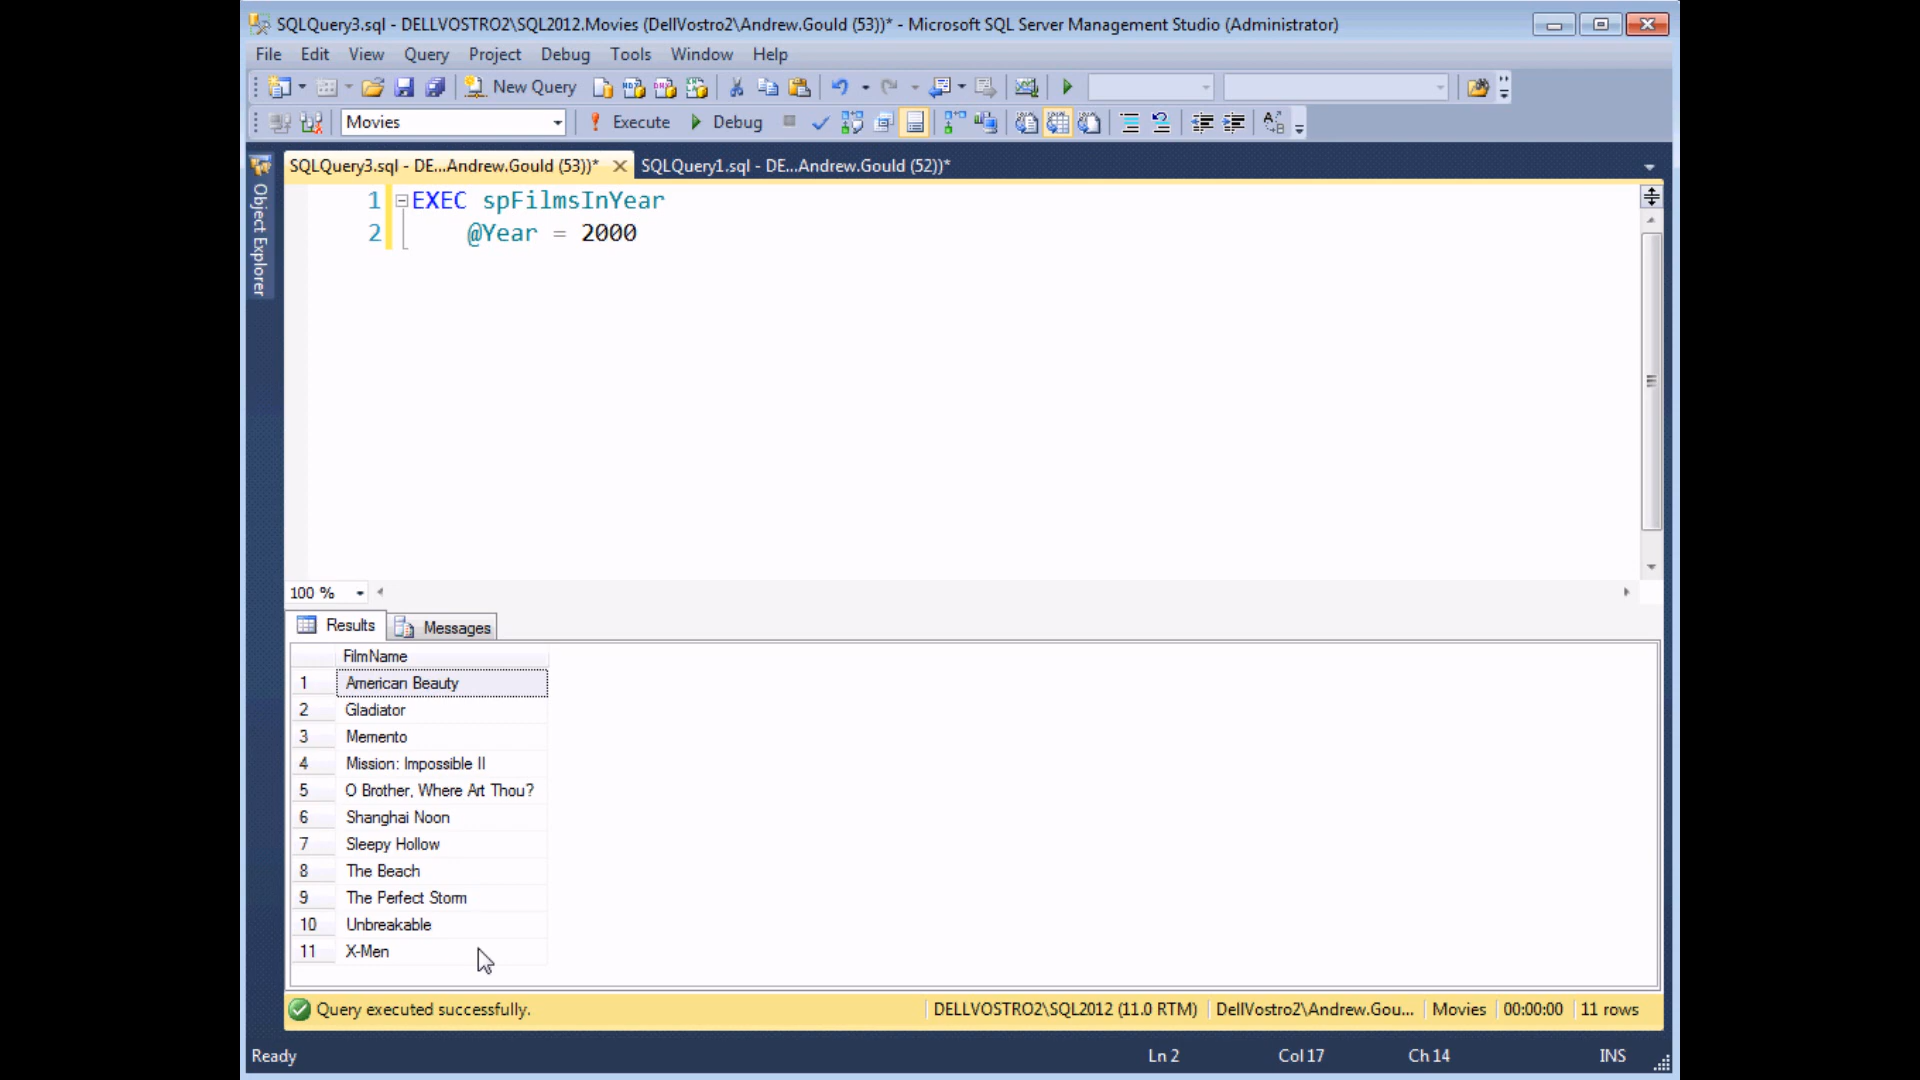 SQLQuery3.sql - DELLVOSTRO2\SQL2012.Movies (DellVostro2\Andrew.Gould (53))* - Microsoft SQL Server Management Studio (Administrator)
File Edit View Query Project Debug Tools Window Help
New Query
Movies Execute Debug
SQLQuery3.sql - DE...Andrew.Gould (53))* SQLQuery1.sql - DE...Andrew.Gould (52))*
Object Explorer
1 EXEC spFilmsInYear
2 @Year = 2000
100 %
Results Messages
FilmName
1 American Beauty
2 Gladiator
3 Memento
4 Mission: Impossible II
5 O Brother, Where Art Thou?
6 Shanghai Noon
7 Sleepy Hollow
8 The Beach
9 The Perfect Storm
10 Unbreakable
11 X-Men
Query executed successfully. DELLVOSTRO2\SQL2012 (11.0 RTM) DellVostro2\Andrew.Gou... Movies 00:00:00 11 rows
Ready Ln 2 Col 17 Ch 14 INS